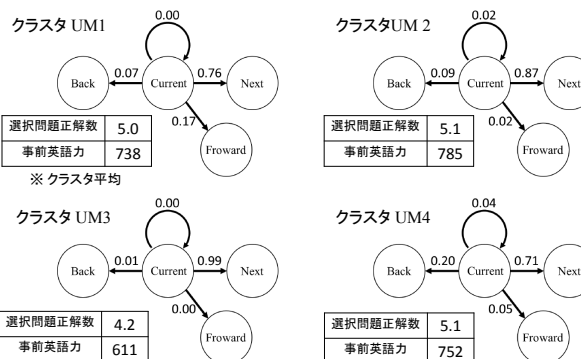 クラスタ UM1
0.00
Back
0.07
Current
0.76
Next
0.17
Froward
選択問題正解数 5.0
事前英語力 738
※ クラスタ平均
クラスタUM 2
0.02
Back
0.09
Current
0.87
Next
0.02
Froward
選択問題正解数 5.1
事前英語力 785
クラスタ UM3
0.00
Back
0.01
Current
0.99
Next
0.00
Froward
選択問題正解数 4.2
事前英語力 611
クラスタ UM4
0.04
Back
0.20
Current
0.71
Next
0.05
Froward
選択問題正解数 5.1
事前英語力 752